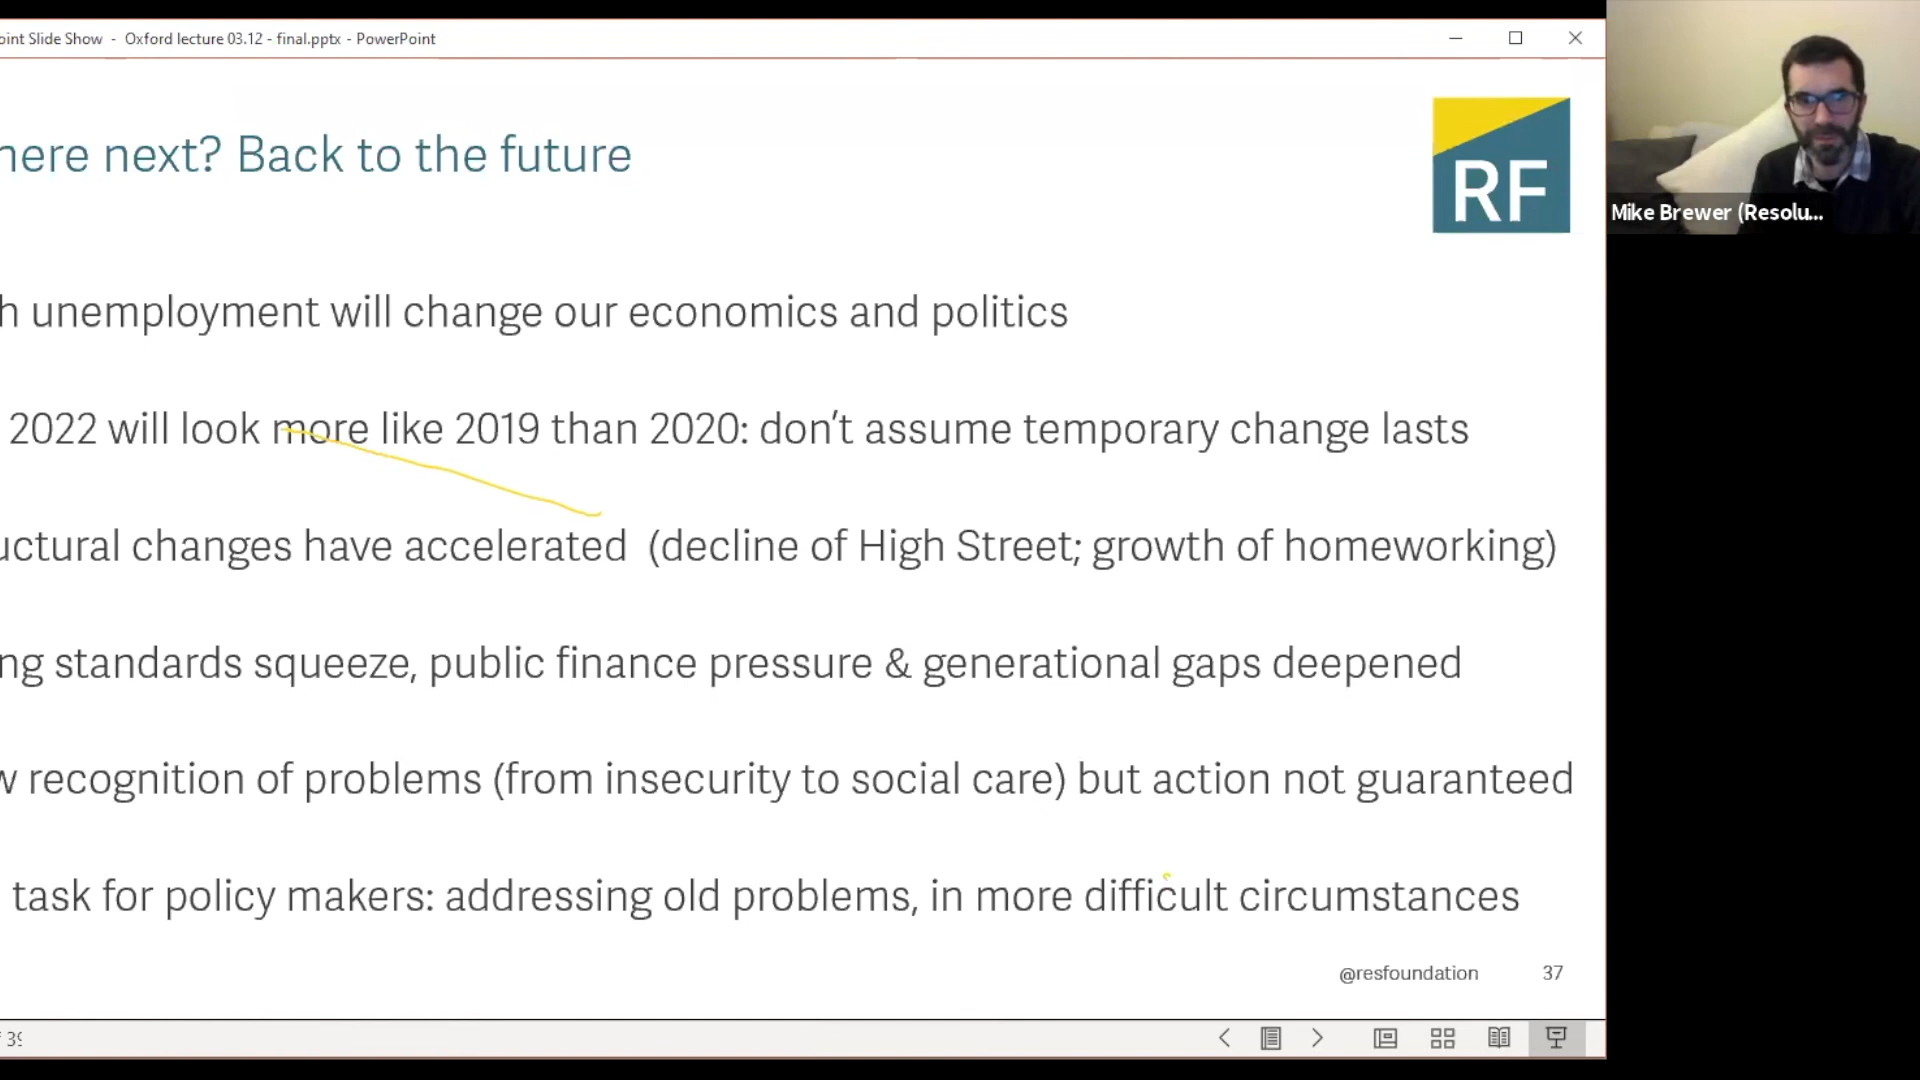 oint Slide Show - Oxford lecture 03.12 - final.pptx - PowerPoint
here next? Back to the future
RF
Mike Brewer (Resolu...
h unemployment will change our economics and politics
2022 will look more like 2019 than 2020: don't assume temporary change lasts
uctural changes have accelerated (decline of High Street; growth of homeworking)
ng standards squeeze, public finance pressure & generational gaps deepened
w recognition of problems (from insecurity to social care) but action not guaranteed
task for policy makers: addressing old problems, in more difficult circumstances
@resfoundation 37
39